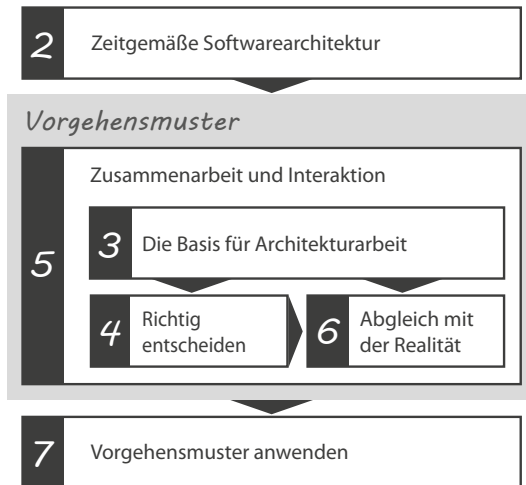 2 Zeitgemäße Softwarearchitektur
Vorgehensmuster
5 Zusammenarbeit und Interaktion
3 Die Basis für Architekturarbeit
4 Richtig
entscheiden
6 Abgleich mit
der Realität
7 Vorgehensmuster anwenden